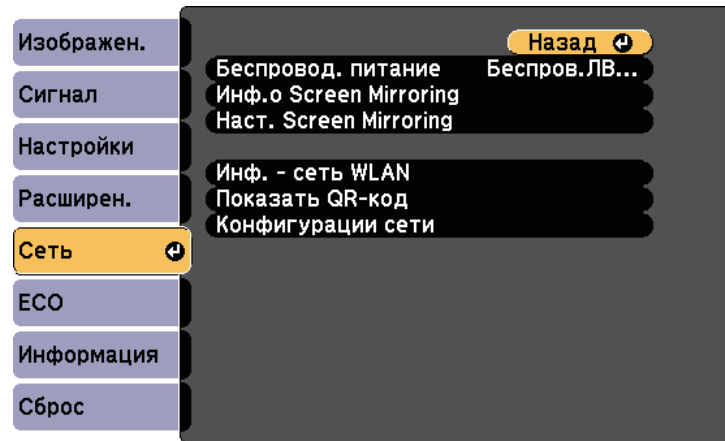 Изображен.
Сигнал
Настройки
Расширен.
Сеть
ECO
Информация
Сброс
Назад
Беспровод. питание Беспров.ЛВ...
Инф.о Screen Mirroring
Наст. Screen Mirroring
Инф. - сеть WLAN
Показать QR-код
Конфигурации сети